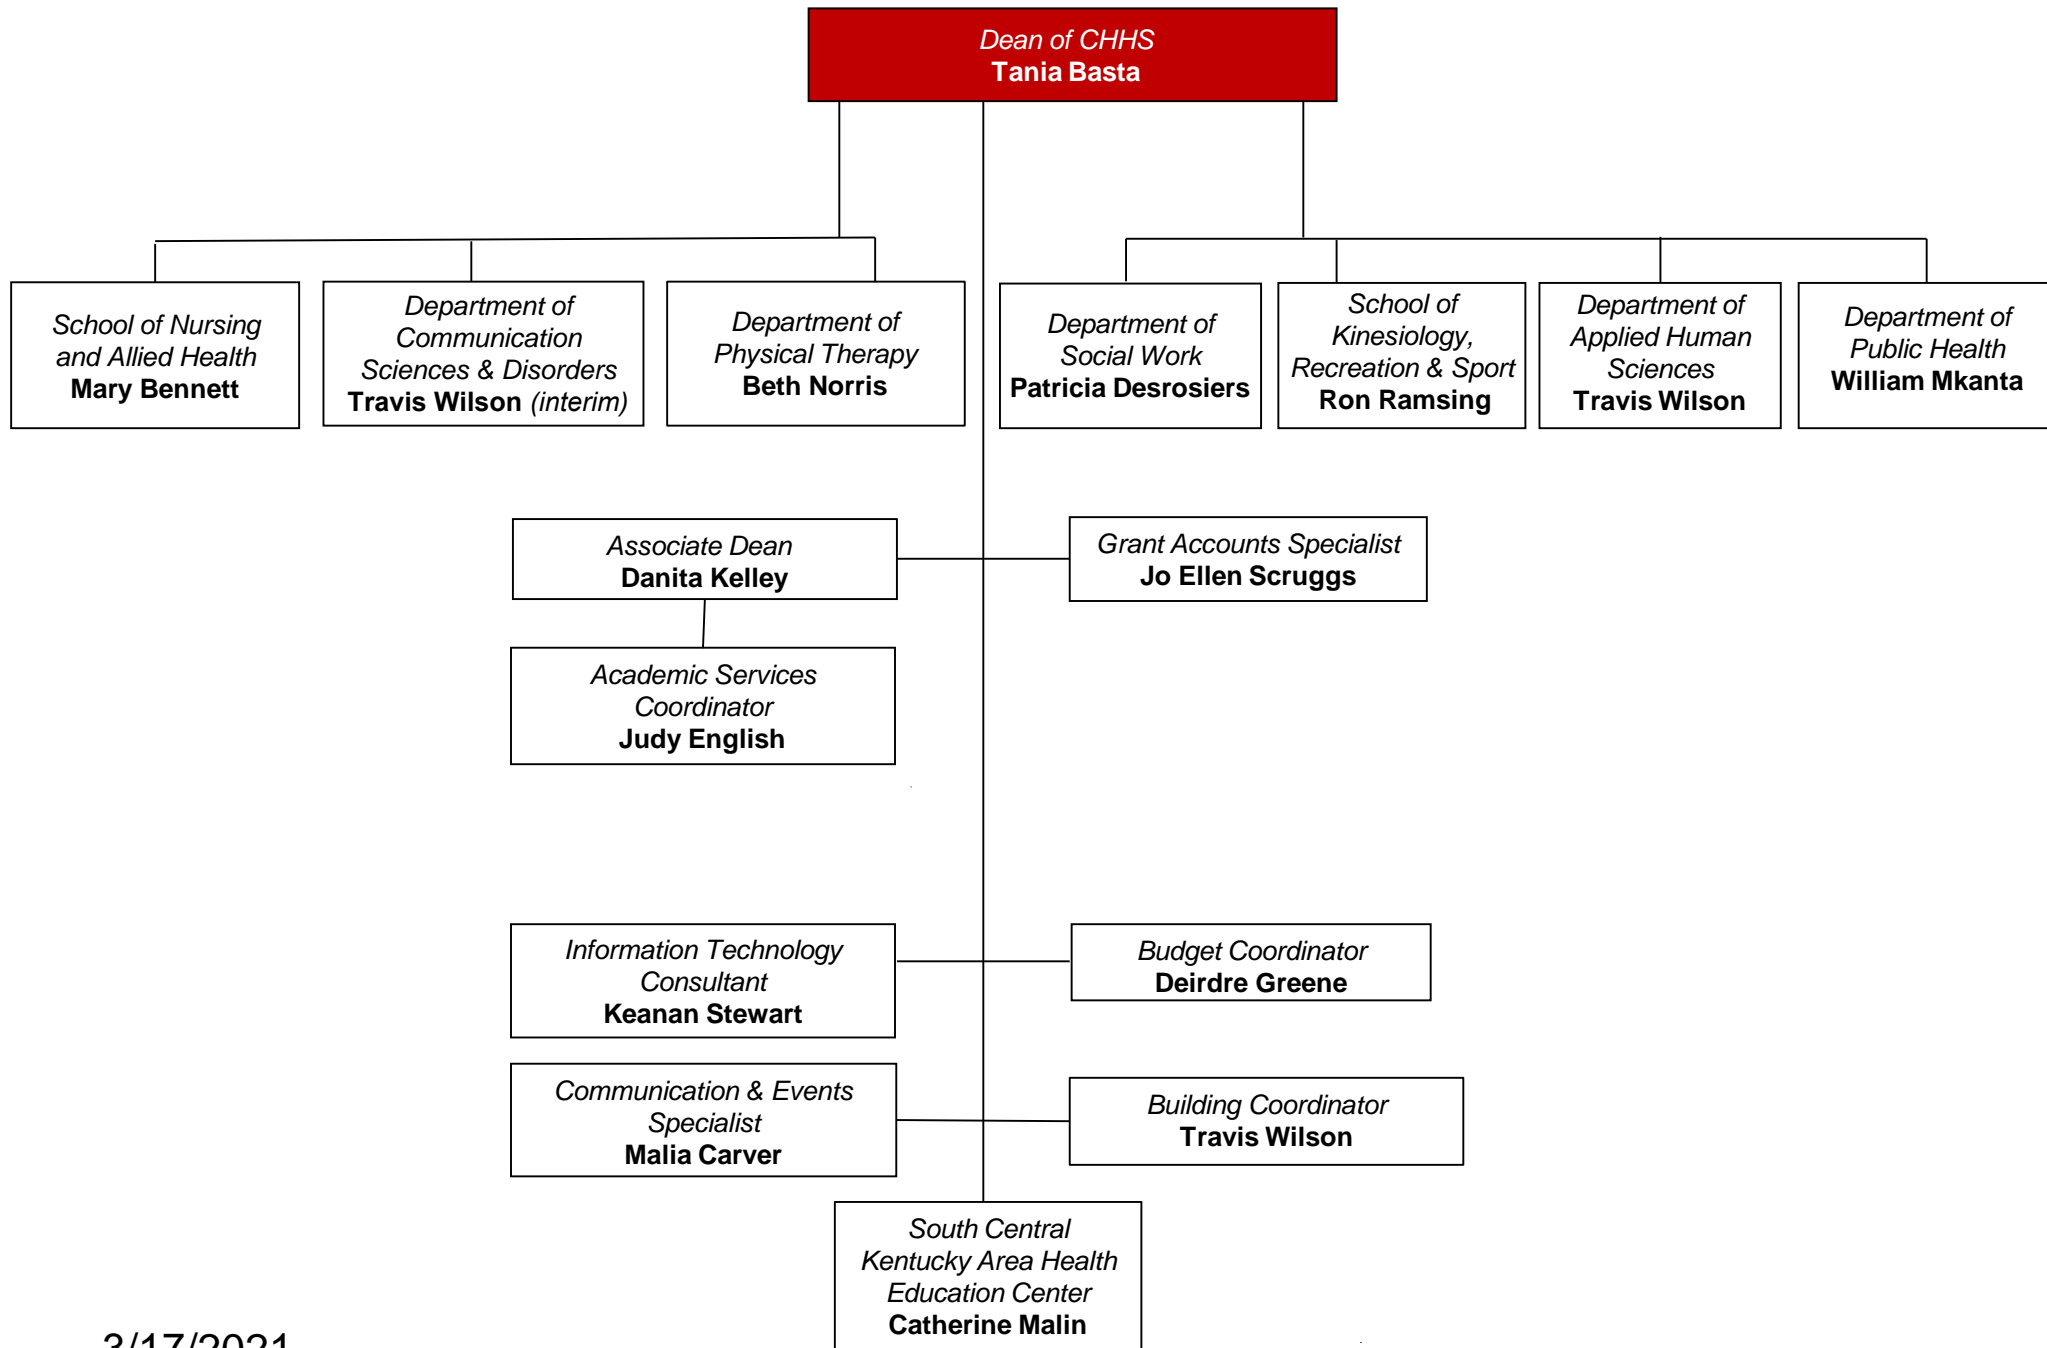 Dean of CHHS
Tania Basta
School of Nursing
and Allied Health
Mary Bennett
Department of
Communication
Sciences & Disorders
Travis Wilson (interim)
Department of
Physical Therapy
Beth Norris
Department of
Social Work
Patricia Desrosiers
School of
Kinesiology,
Recreation & Sport
Ron Ramsing
Department of
Applied Human
Sciences
Travis Wilson
Department of
Public Health
William Mkanta
Associate Dean
Danita Kelley
Grant Accounts Specialist
Jo Ellen Scruggs
Academic Services
Coordinator
Judy English
Information Technology
Consultant
Keanan Stewart
Budget Coordinator
Deirdre Greene
Communication & Events
Specialist
Malia Carver
Building Coordinator
Travis Wilson
South Central
Kentucky Area Health
Education Center
Catherine Malin
3/17/2021